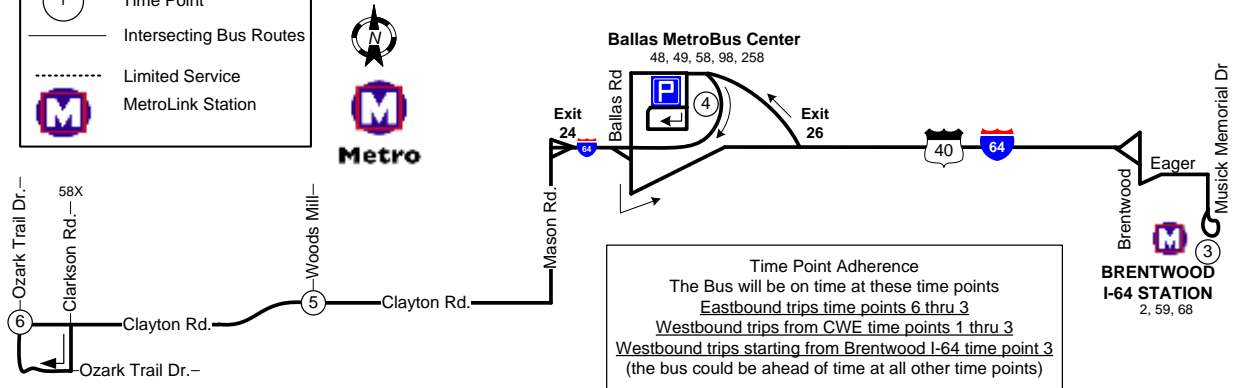 1 Time Point
Intersecting Bus Routes
Limited Service
MetroLink Station
N
Metro
Ballas MetroBus Center
48, 49, 58, 98, 258
P
4
Ballas Rd
Exit
24
64
Exit
26
40
64
Musick Memorial Dr
Eager
Brentwood
3
BRENTWOOD
I-64 STATION
2, 59, 68
58X
Ozark Trail Dr.
Clarkson Rd.
Woods Mill
Mason Rd.
6
5
Clayton Rd.
Clayton Rd.
Ozark Trail Dr.
Time Point Adherence
The Bus will be on time at these time points
Eastbound trips time points 6 thru 3
Westbound trips from CWE time points 1 thru 3
Westbound trips starting from Brentwood I-64 time point 3
(the bus could be ahead of time at all other time points)